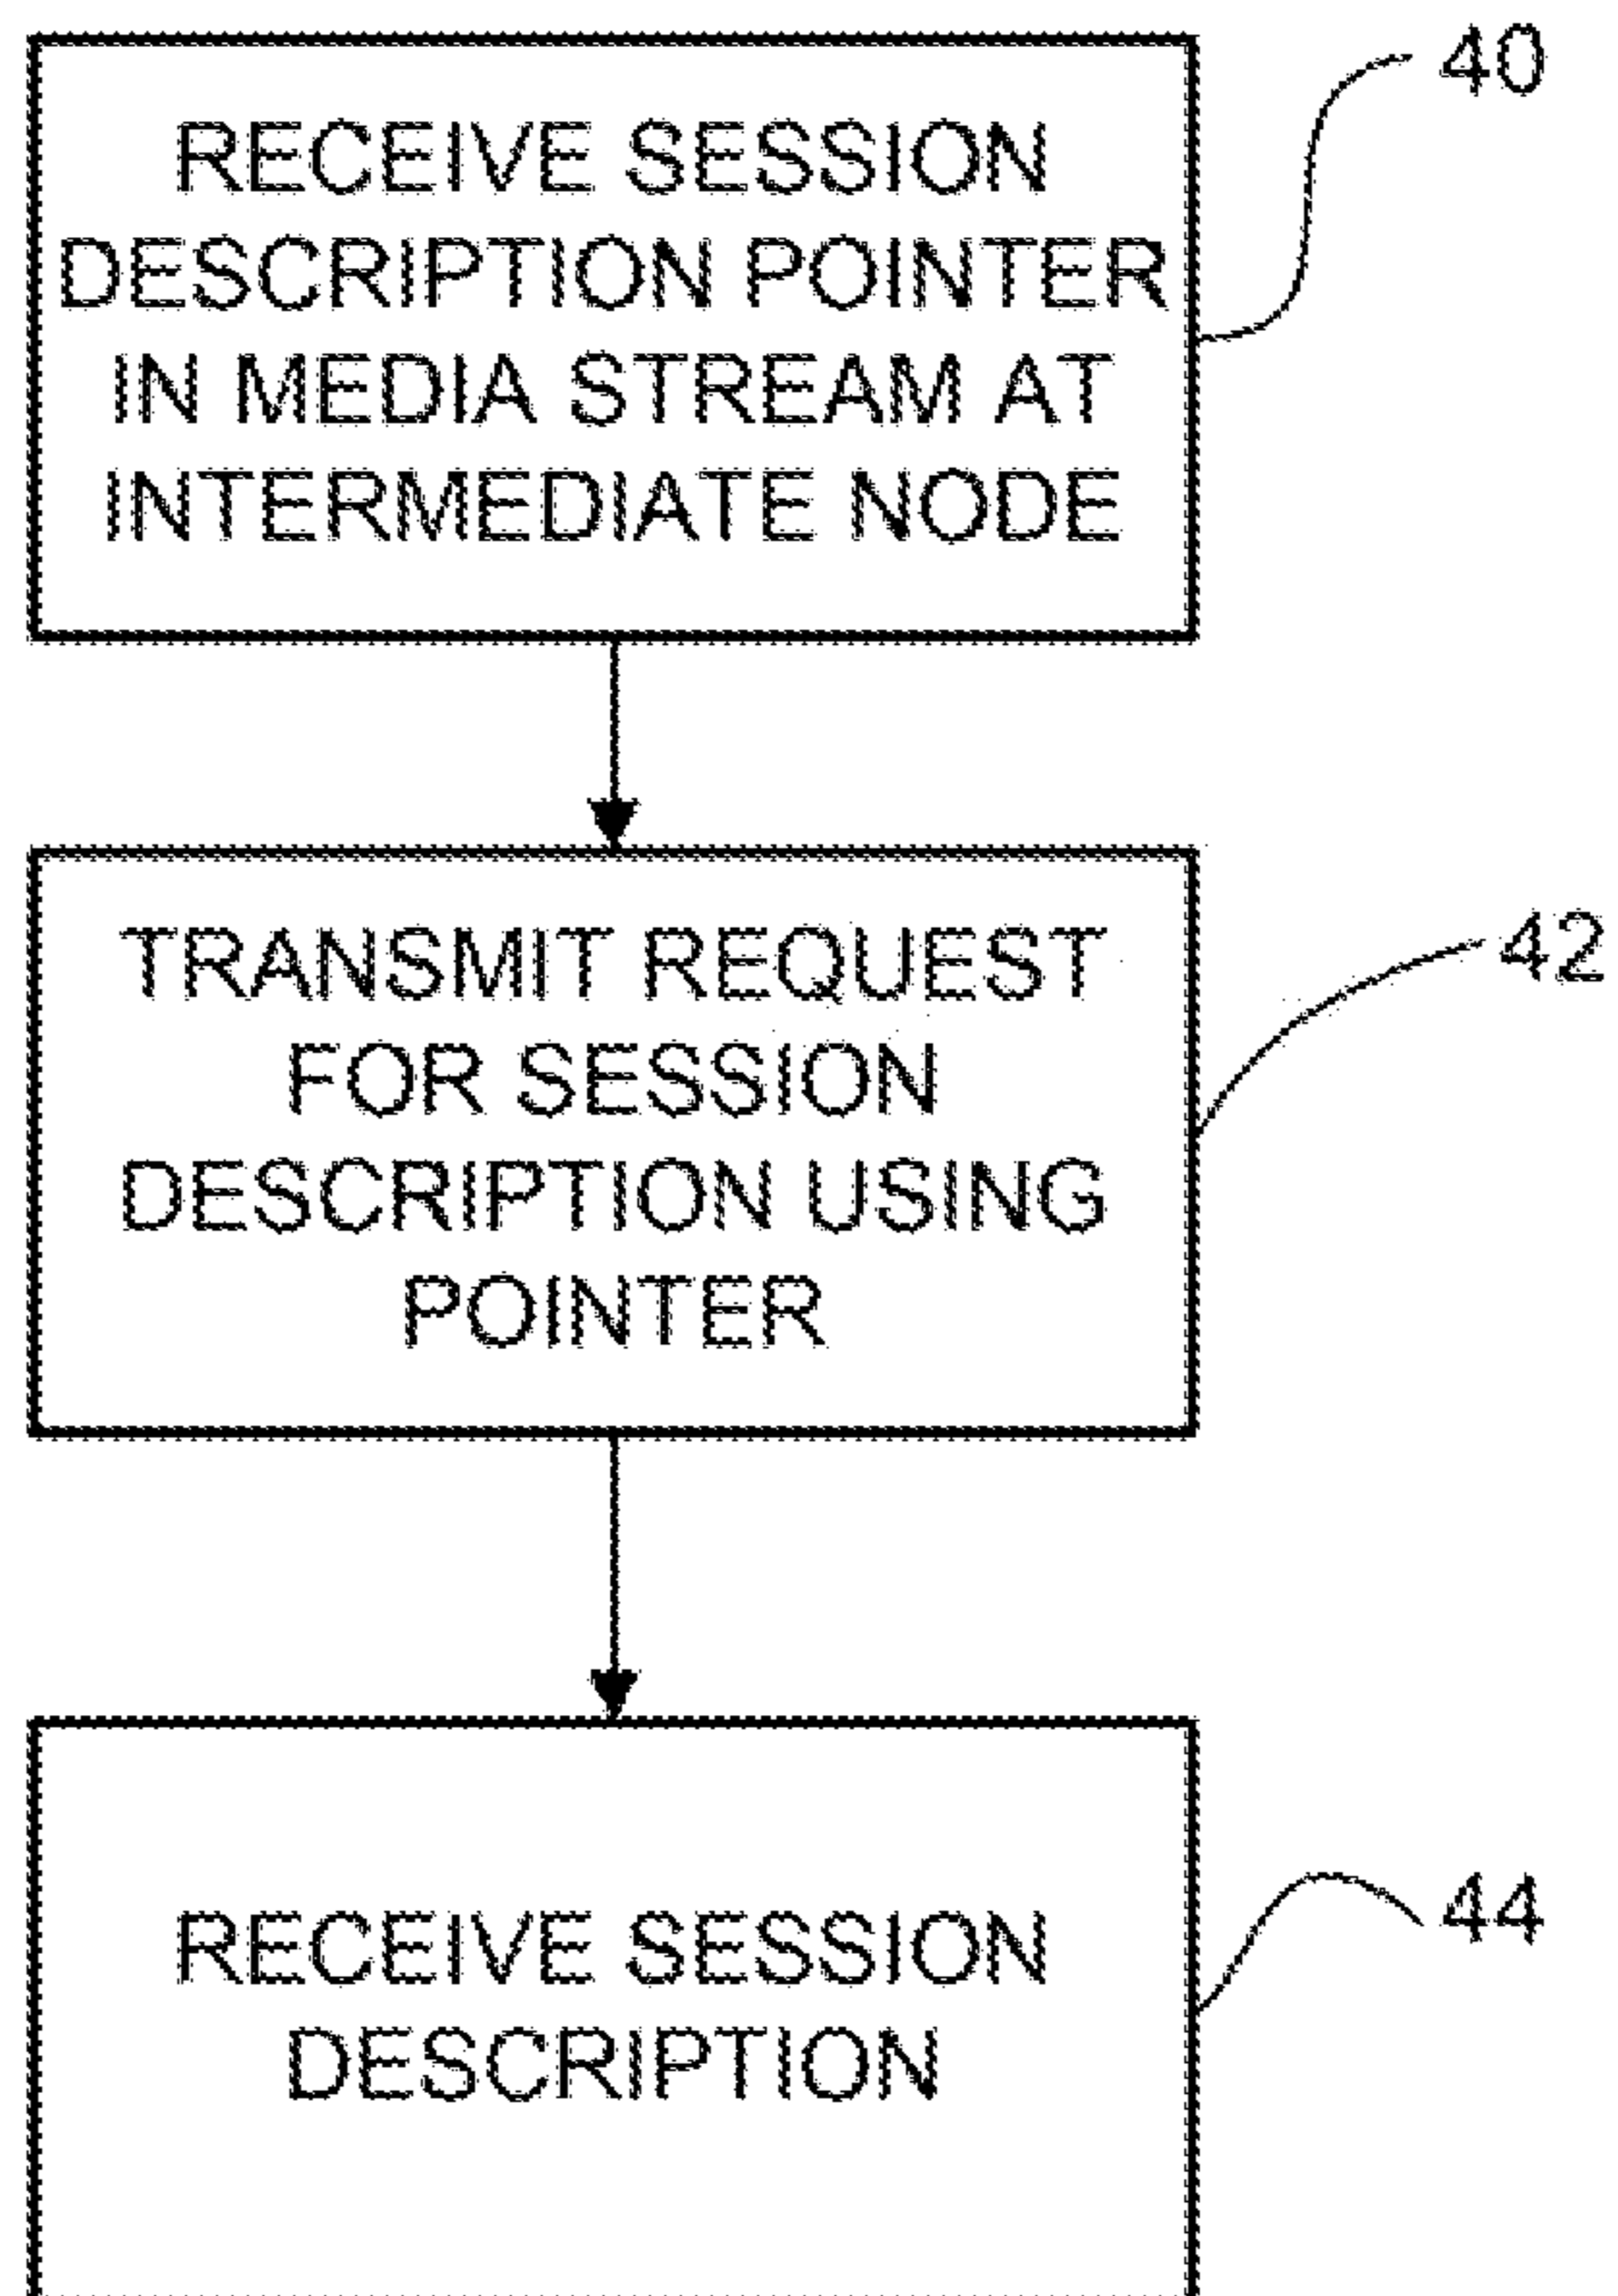 RECEIVE SESSION
DESCRIPTION POINTER
IN MEDIA STREAM AT
INTERMEDIATE NODE
40
TRANSMIT REQUEST
FOR SESSION
DESCRIPTION USING
POINTER
42
RECEIVE SESSION
DESCRIPTION
44